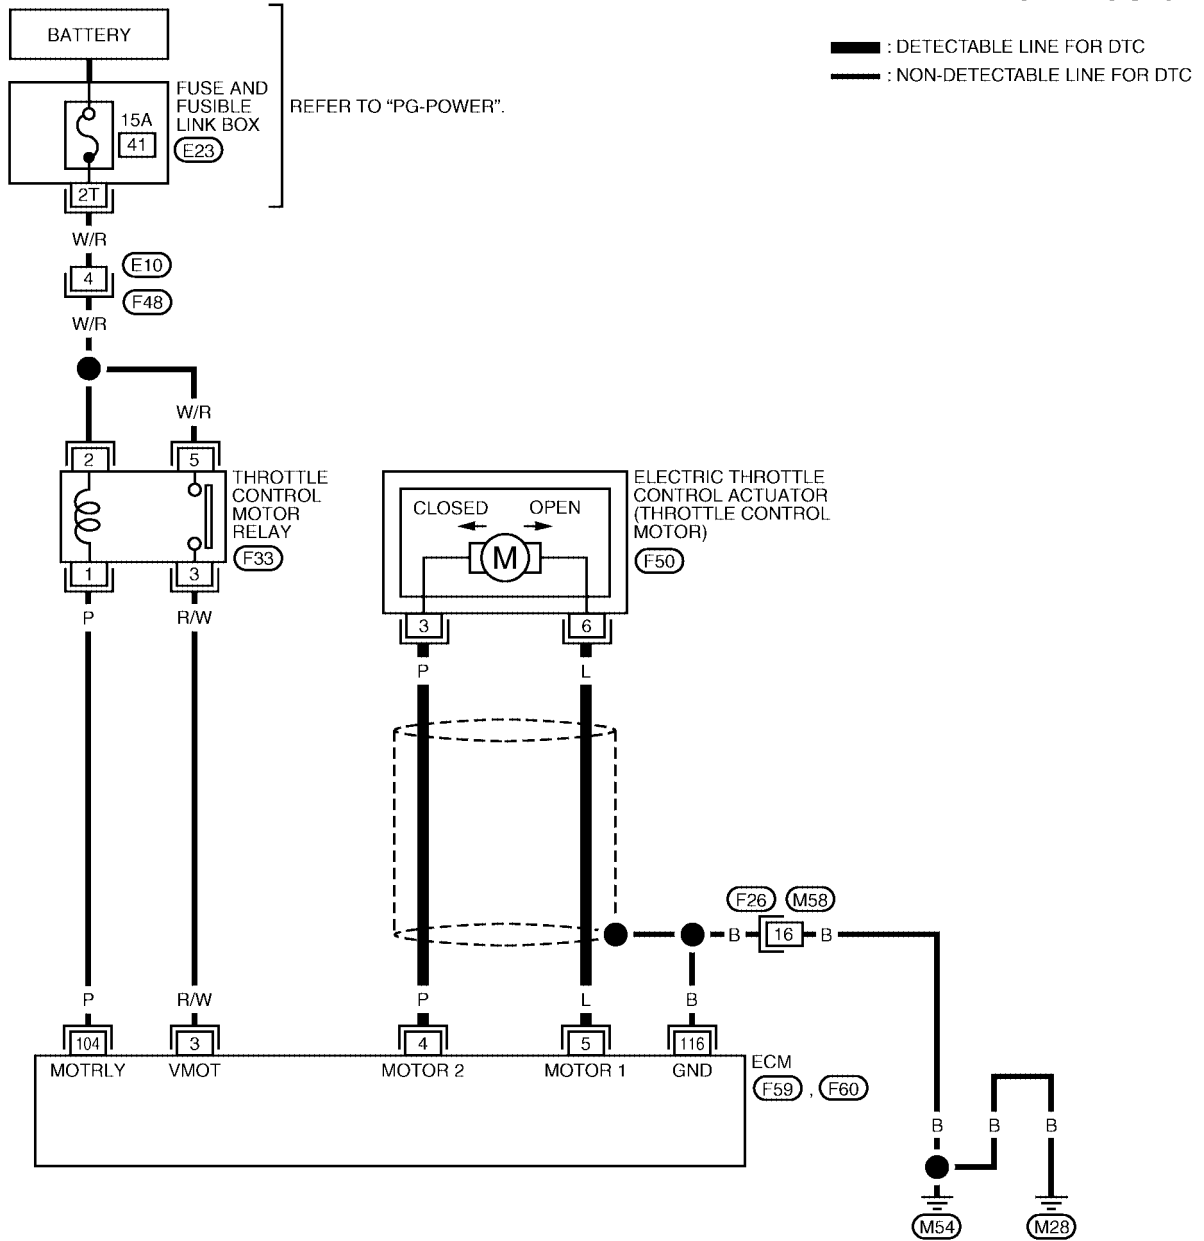 BATTERY
: DETECTABLE LINE FOR DTC
: NON-DETECTABLE LINE FOR DTC
FUSE AND
FUSIBLE
LINK BOX
E23
REFER TO “PG-POWER”.
15A
41
2T
W/R
4
E10
F48
W/R
W/R
2
5
THROTTLE
CONTROL
MOTOR
RELAY
F33
1
3
P
R/W
CLOSED
OPEN
M
ELECTRIC THROTTLE
CONTROL ACTUATOR
(THROTTLE CONTROL
MOTOR)
F50
3
6
P
L
F26
M58
B
16
B
P
R/W
P
L
B
104
3
4
5
116
MOTRLY
VMOT
MOTOR 2
MOTOR 1
GND
ECM
F59 , F60
B
B
B
M54
M28